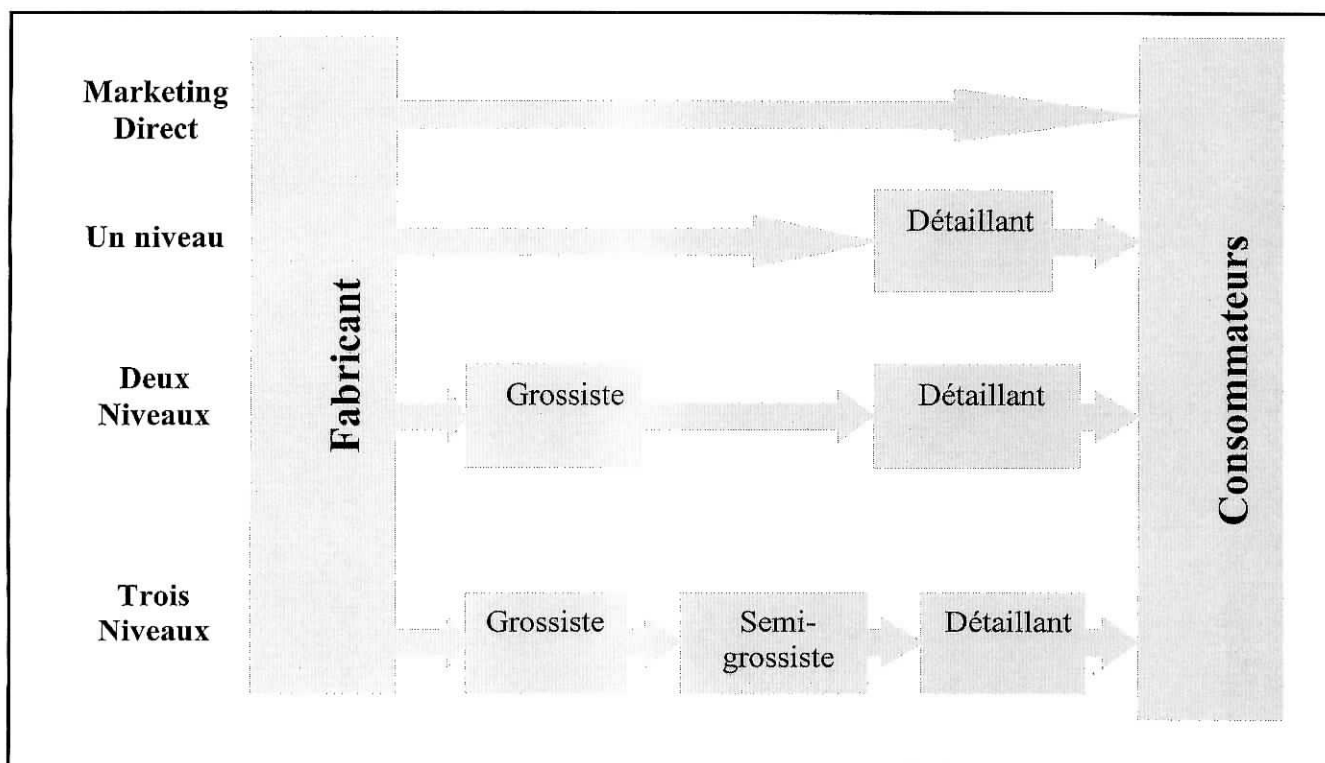 Marketing
Direct
Un niveau
Détaillant
Deux
Niveaux
Grossiste
Détaillant
Trois
Niveaux
Grossiste
Semi-
grossiste
Détaillant
Fabricant
Consommateurs